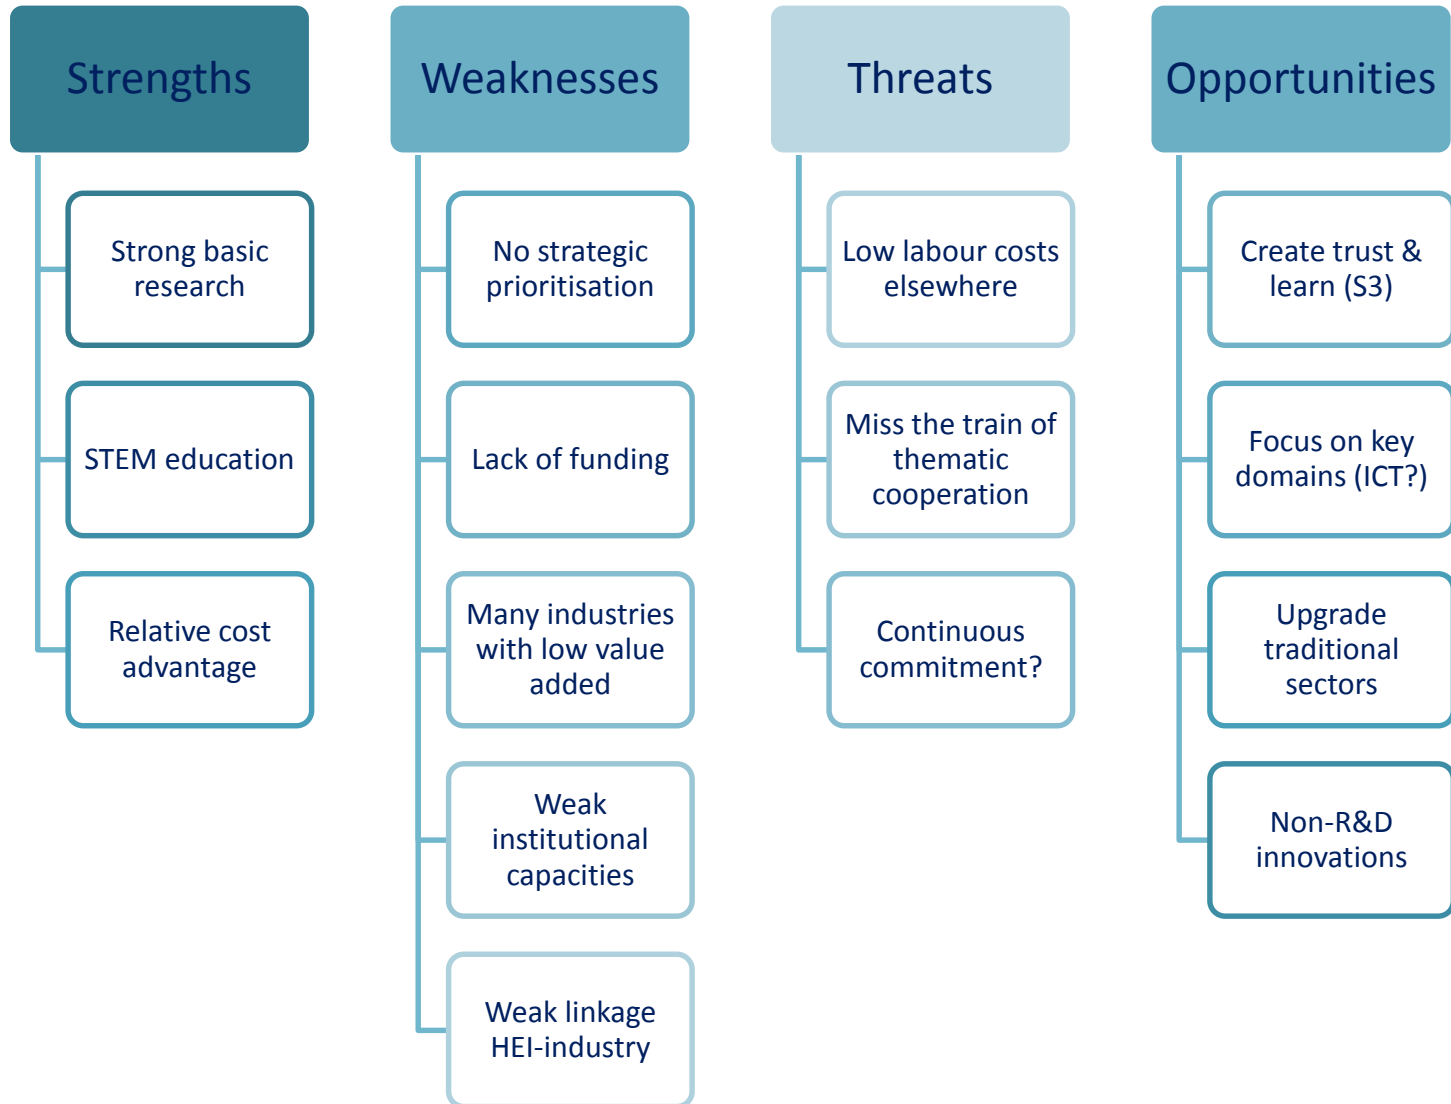 Strengths
Strong basic
research
STEM education
Relative cost
advantage
Weaknesses
No strategic
prioritisation
Lack of funding
Many industries
with low value
added
Weak
institutional
capacities
Weak linkage
HEI-industry
Threats
Low labour costs
elsewhere
Miss the train of
thematic
cooperation
Continuous
commitment?
Opportunities
Create trust &
learn (S3)
Focus on key
domains (ICT?)
Upgrade
traditional
sectors
Non-R&D
innovations